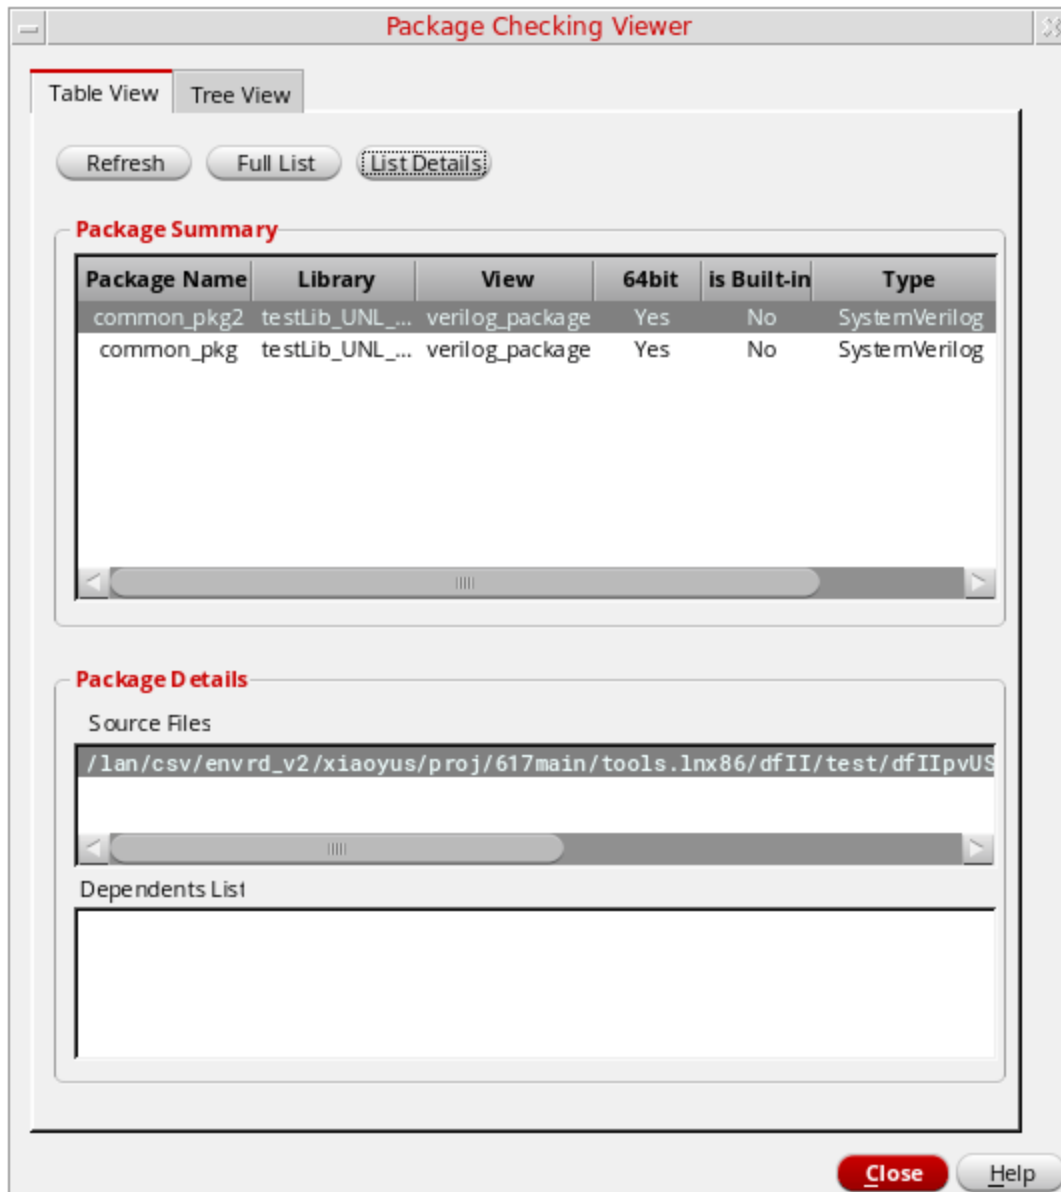 Package Checking Viewer
Table View Tree View
Refresh Full List List Details
Package Summary
Package Name Library View 64bit is Built-in Type
common_pkg2 testLib_UNL_... verilog_package Yes No SystemVerilog
common_pkg testLib_UNL_... verilog_package Yes No SystemVerilog
Package Details
Source Files
/lan/csv/envrd_v2/xiaoyus/proj/617main/tools.lnx86/dfII/test/dfIIpvUS
Dependents List
Close Help